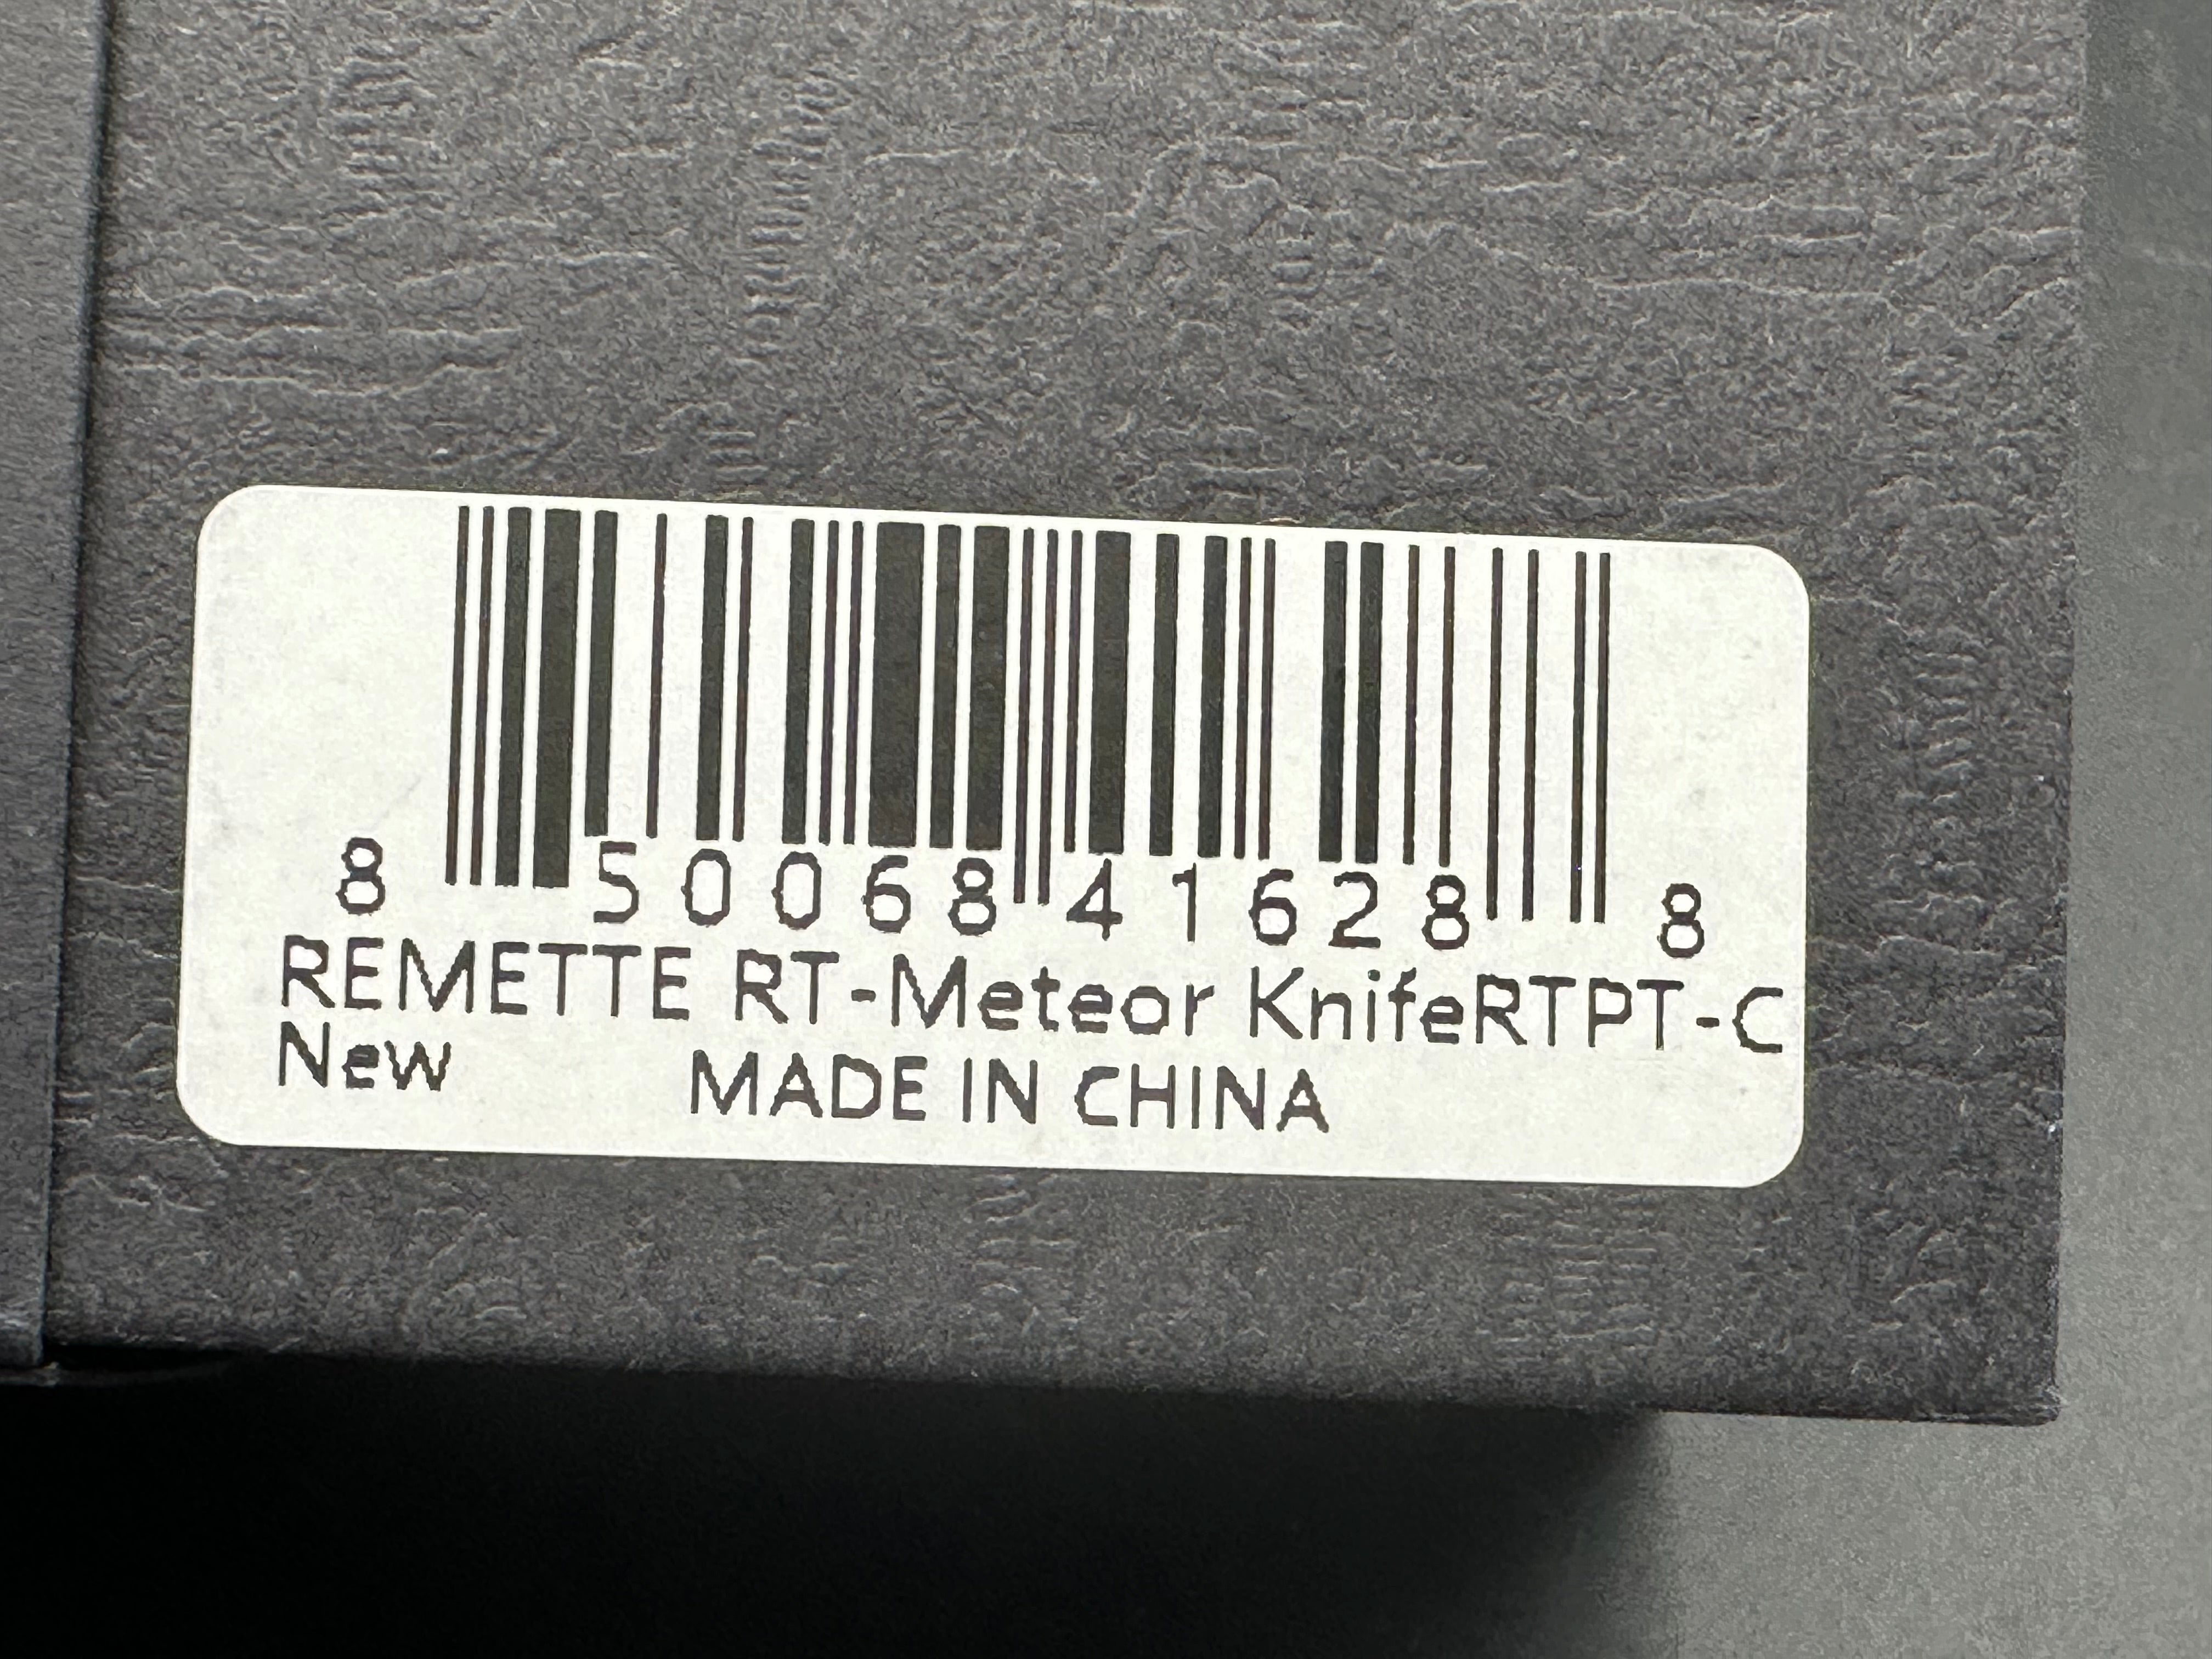 8 50068 41628 8
REMETTE RT-Meteor KnifeRTPT-C
New MADE IN CHINA